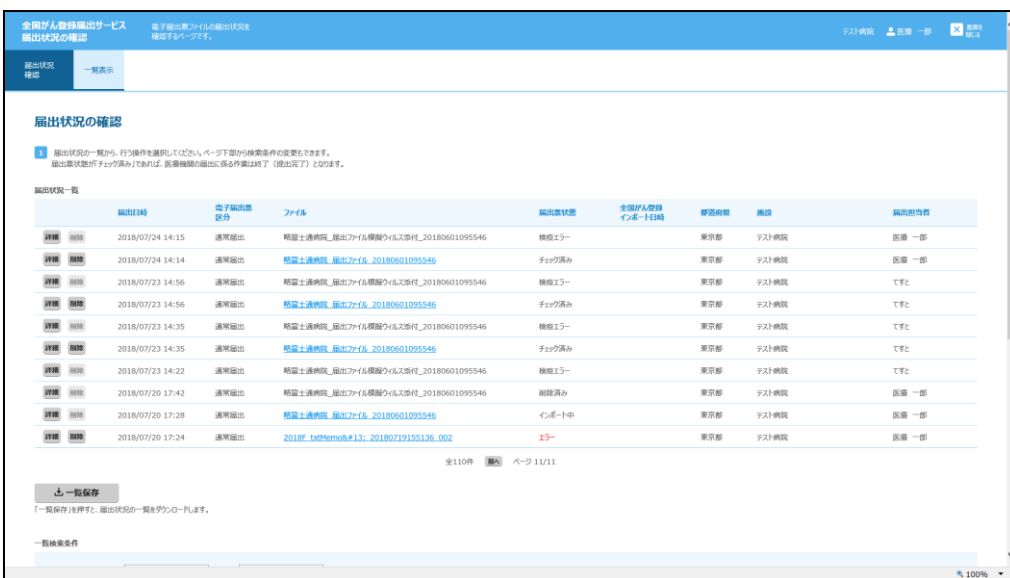 全国がん登録届出サービス
届出状況の確認
電子届出票ファイルの届出状況を
確認するページです。
テスト病院 医療 一郎 画面を
閉じる
届出状況
確認
一覧表示
届出状況の確認
1 届出状況の一覧から、行う操作を選択してください。ページ下部から検索条件の変更もできます。
届出票状態が「チェック済み」であれば、医療機関の届出に係る作業は終了（提出完了）となります。
届出状況一覧
届出日時 電子届出票区分 ファイル 届出票状態 全国がん登録インポート日時 都道府県 施設 届出担当者
詳細 削除 2018/07/24 14:15 通常届出 略富士通病院_届出ファイル模擬ウィルス添付_20180601095546 検疫エラー 東京都 テスト病院 医療 一郎
詳細 削除 2018/07/24 14:14 通常届出 略富士通病院_届出ファイル_20180601095546 チェック済み 東京都 テスト病院 医療 一郎
詳細 削除 2018/07/23 14:56 通常届出 略富士通病院_届出ファイル模擬ウィルス添付_20180601095546 検疫エラー 東京都 テスト病院 てすと
詳細 削除 2018/07/23 14:56 通常届出 略富士通病院_届出ファイル_20180601095546 チェック済み 東京都 テスト病院 てすと
詳細 削除 2018/07/23 14:35 通常届出 略富士通病院_届出ファイル模擬ウィルス添付_20180601095546 検疫エラー 東京都 テスト病院 てすと
詳細 削除 2018/07/23 14:35 通常届出 略富士通病院_届出ファイル_20180601095546 チェック済み 東京都 テスト病院 てすと
詳細 削除 2018/07/23 14:22 通常届出 略富士通病院_届出ファイル模擬ウィルス添付_20180601095546 検疫エラー 東京都 テスト病院 てすと
詳細 削除 2018/07/20 17:42 通常届出 略富士通病院_届出ファイル模擬ウィルス添付_20180601095546 削除済み 東京都 テスト病院 医療 一郎
詳細 削除 2018/07/20 17:28 通常届出 略富士通病院_届出ファイル_20180601095546 インポート中 東京都 テスト病院 医療 一郎
詳細 削除 2018/07/20 17:24 通常届出 2018F_txtMemo&#13;_20180719155136_002 エラー 東京都 テスト病院 医療 一郎
全110件 前へ ページ 11/11
一覧保存
「一覧保存」を押すと、届出状況の一覧をダウンロードします。
一覧検索条件
100%